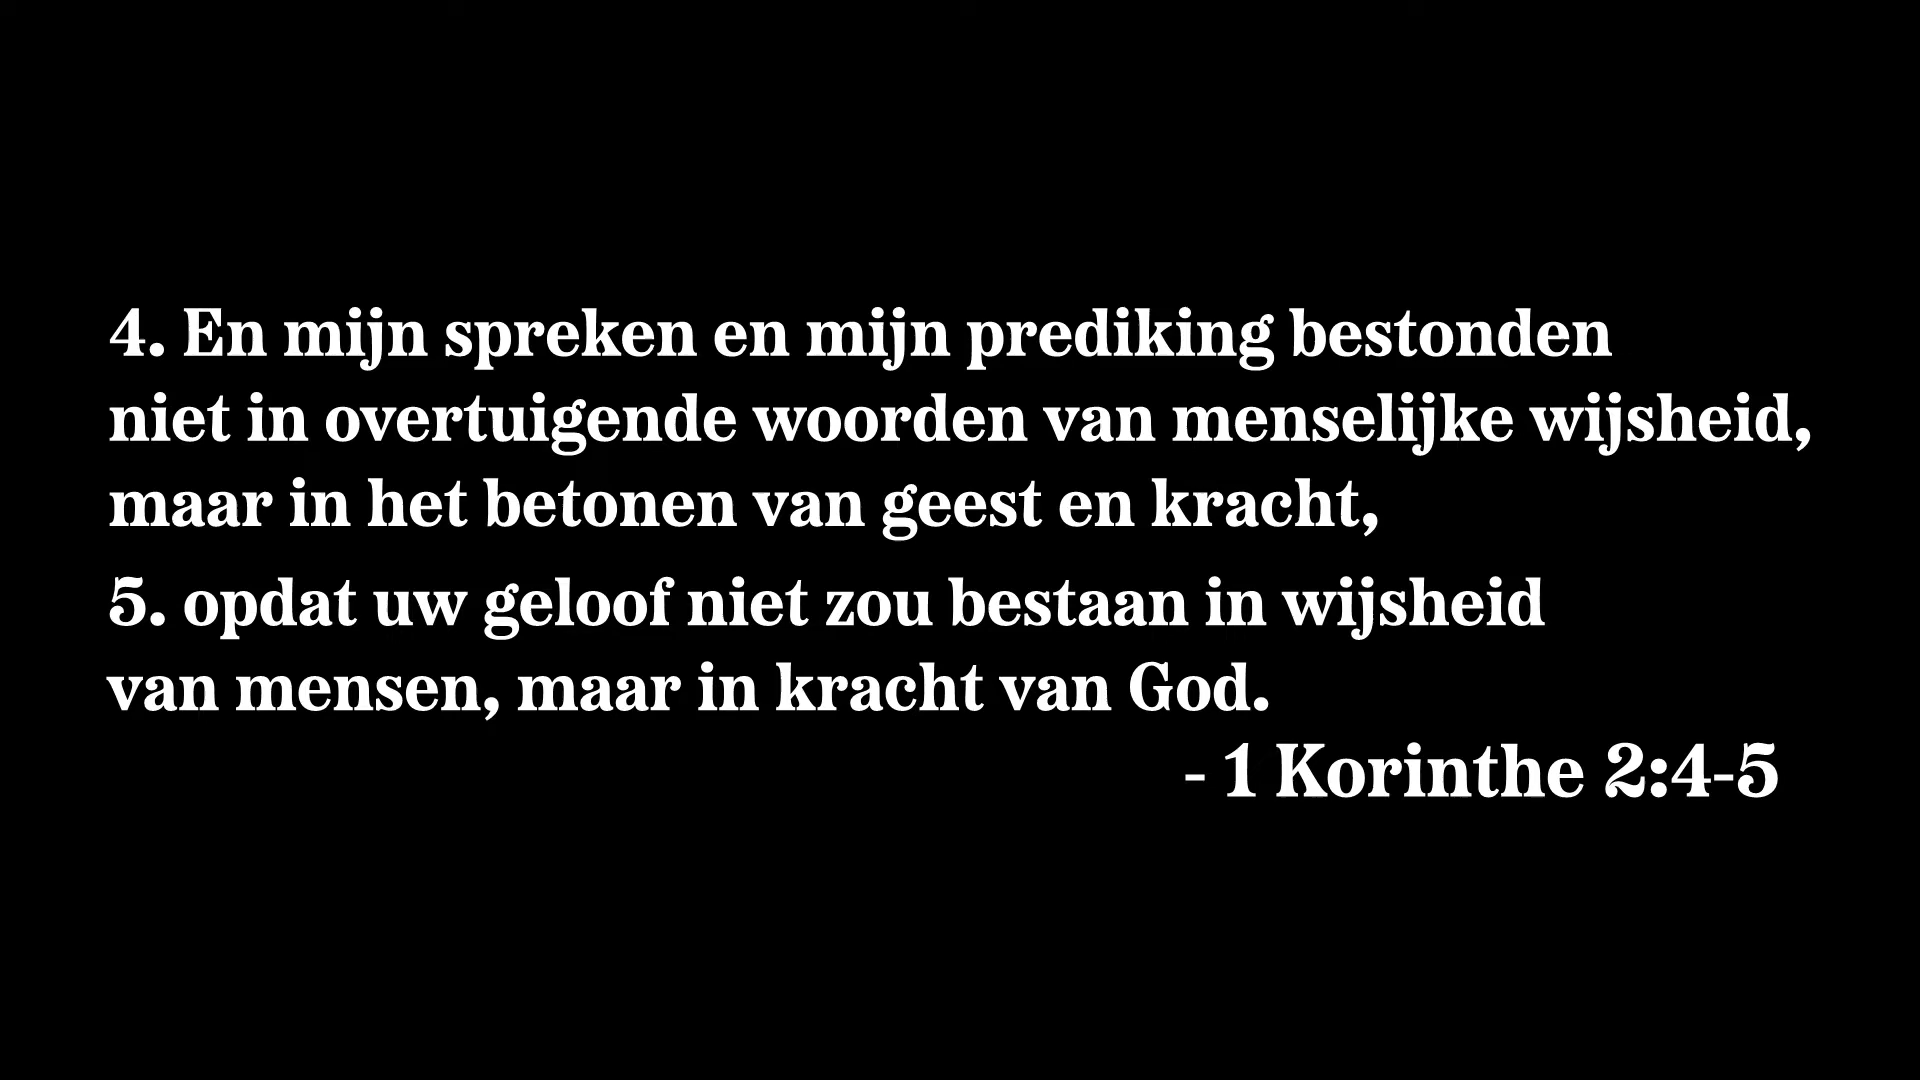 4. En mijn spreken en mijn prediking bestonden
niet in overtuigende woorden van menselijke wijsheid,
maar in het betonen van geest en kracht,
5. opdat uw geloof niet zou bestaan in wijsheid
van mensen, maar in kracht van God.
- 1 Korinthe 2:4-5